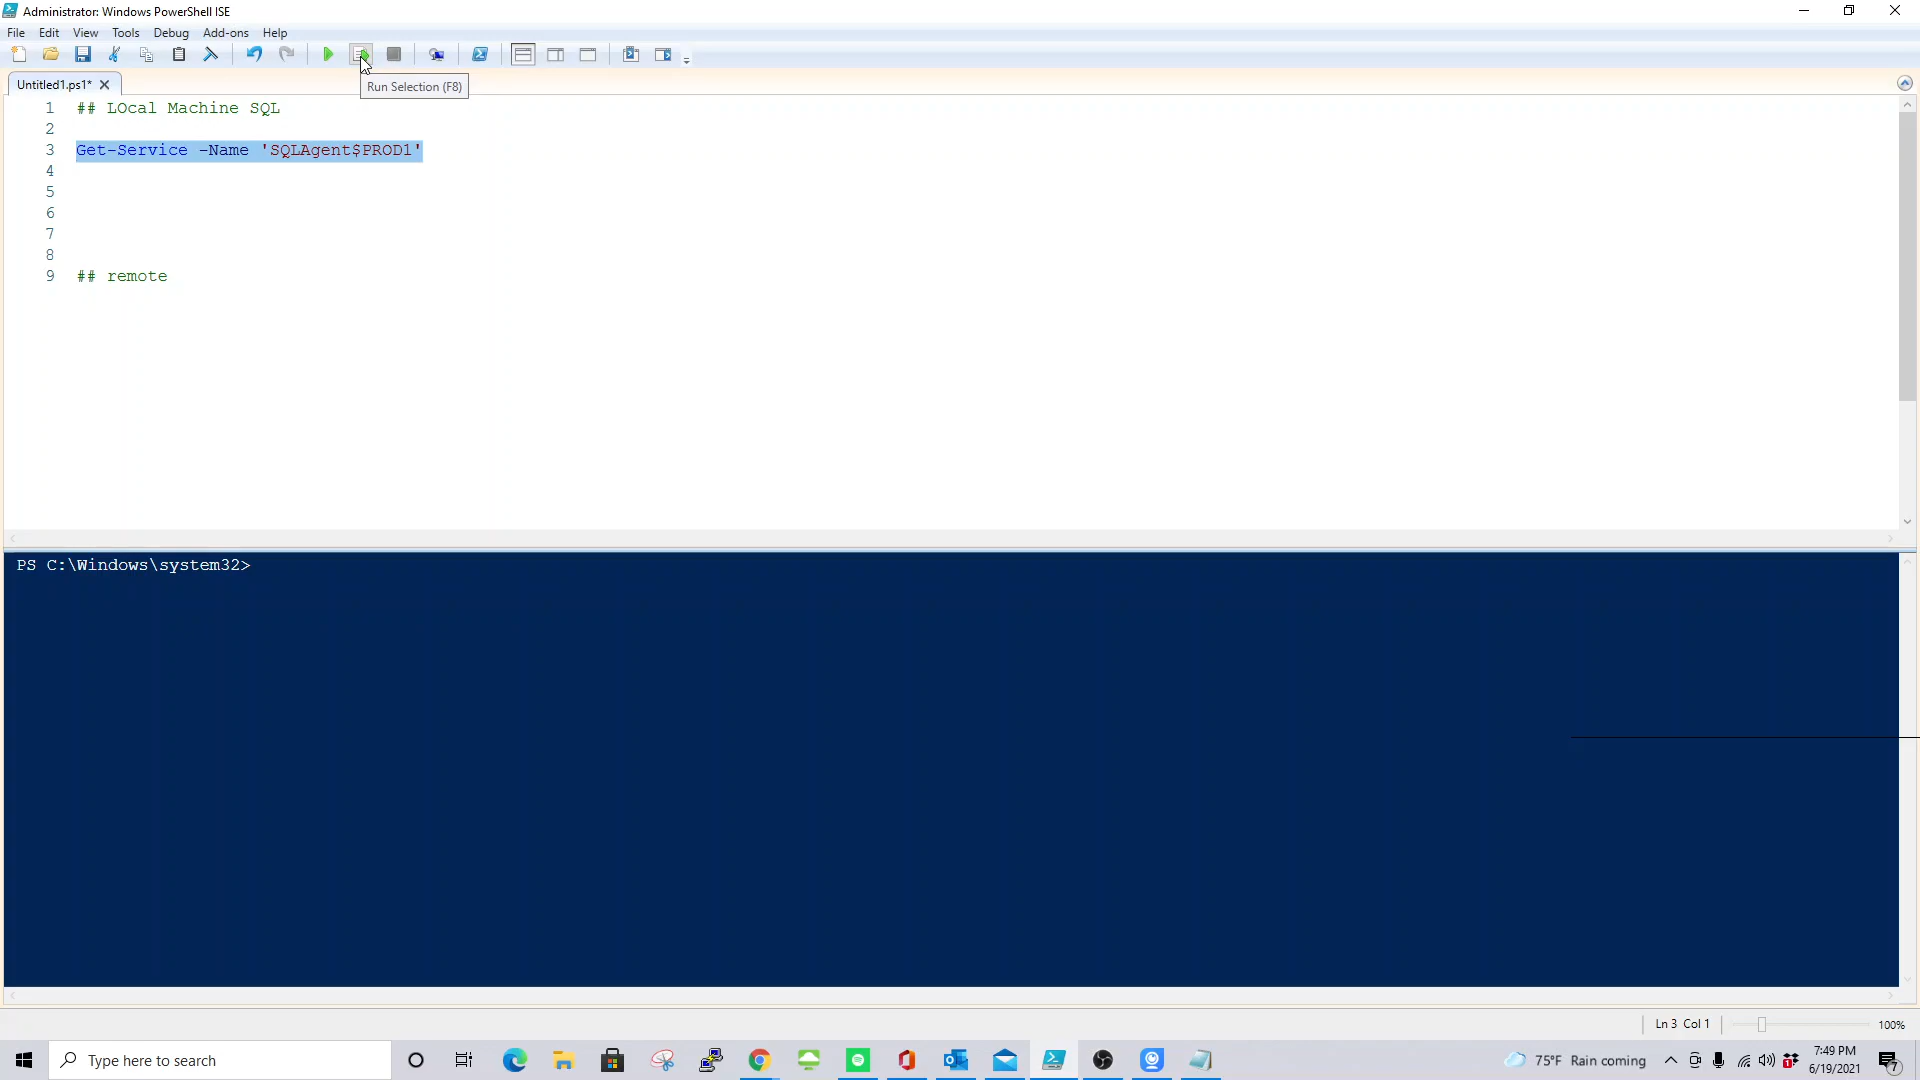 Administrator: Windows PowerShell ISE
File Edit View Tools Debug Add-ons Help
Untitled1.ps1*
Run Selection (F8)
1 ## LOcal Machine SQL
2
3 Get-Service -Name 'SQLAgent$PROD1'
4
5
6
7
8
9 ## remote
PS C:\Windows\system32>
Ln 3 Col 1
100%
Type here to search
75°F Rain coming
7:49 PM
6/19/2021
1
7